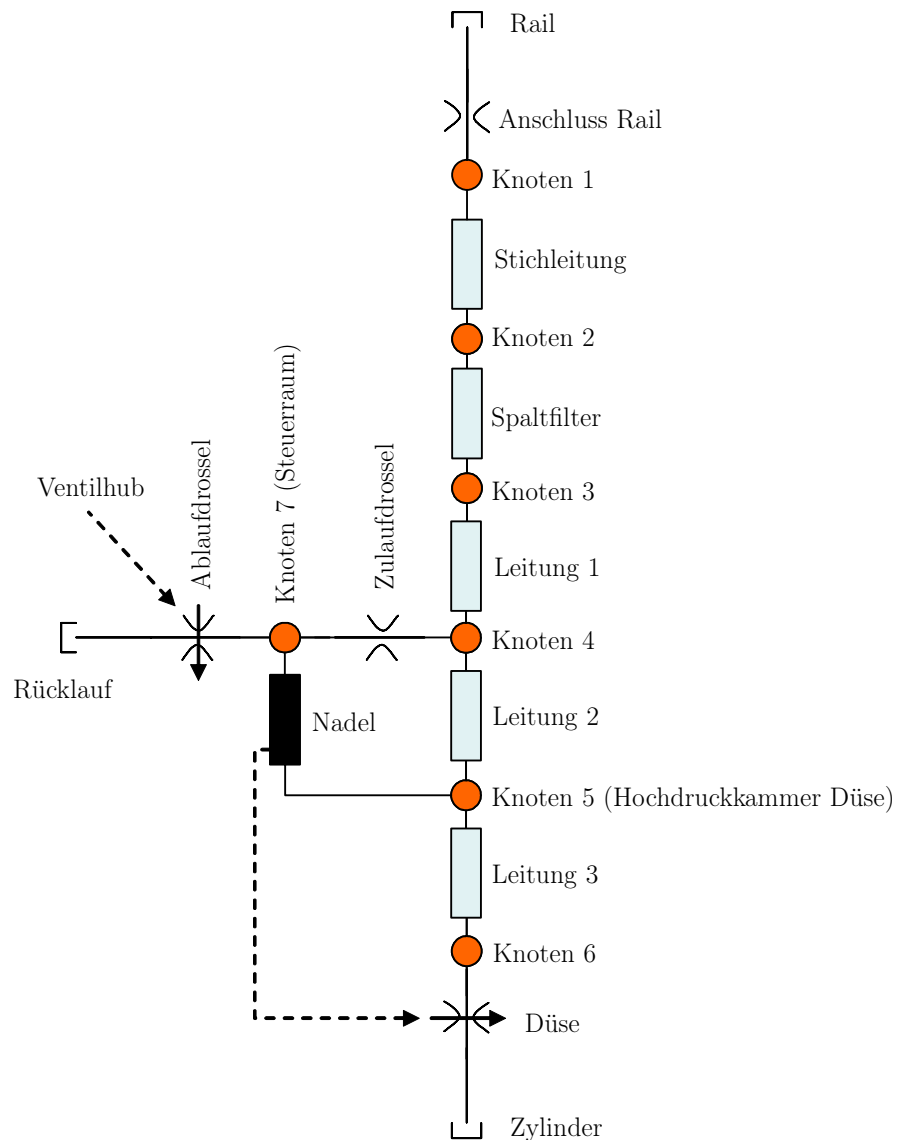 Rail
Anschluss Rail
Knoten 1
Stichleitung
Knoten 2
Spaltfilter
Knoten 3
Leitung 1
Ventilhub
Ablaufdrossel
Knoten 7 (Steuerraum)
Zulaufdrossel
Knoten 4
Rücklauf
Nadel
Leitung 2
Knoten 5 (Hochdruckkammer Düse)
Leitung 3
Knoten 6
Düse
Zylinder